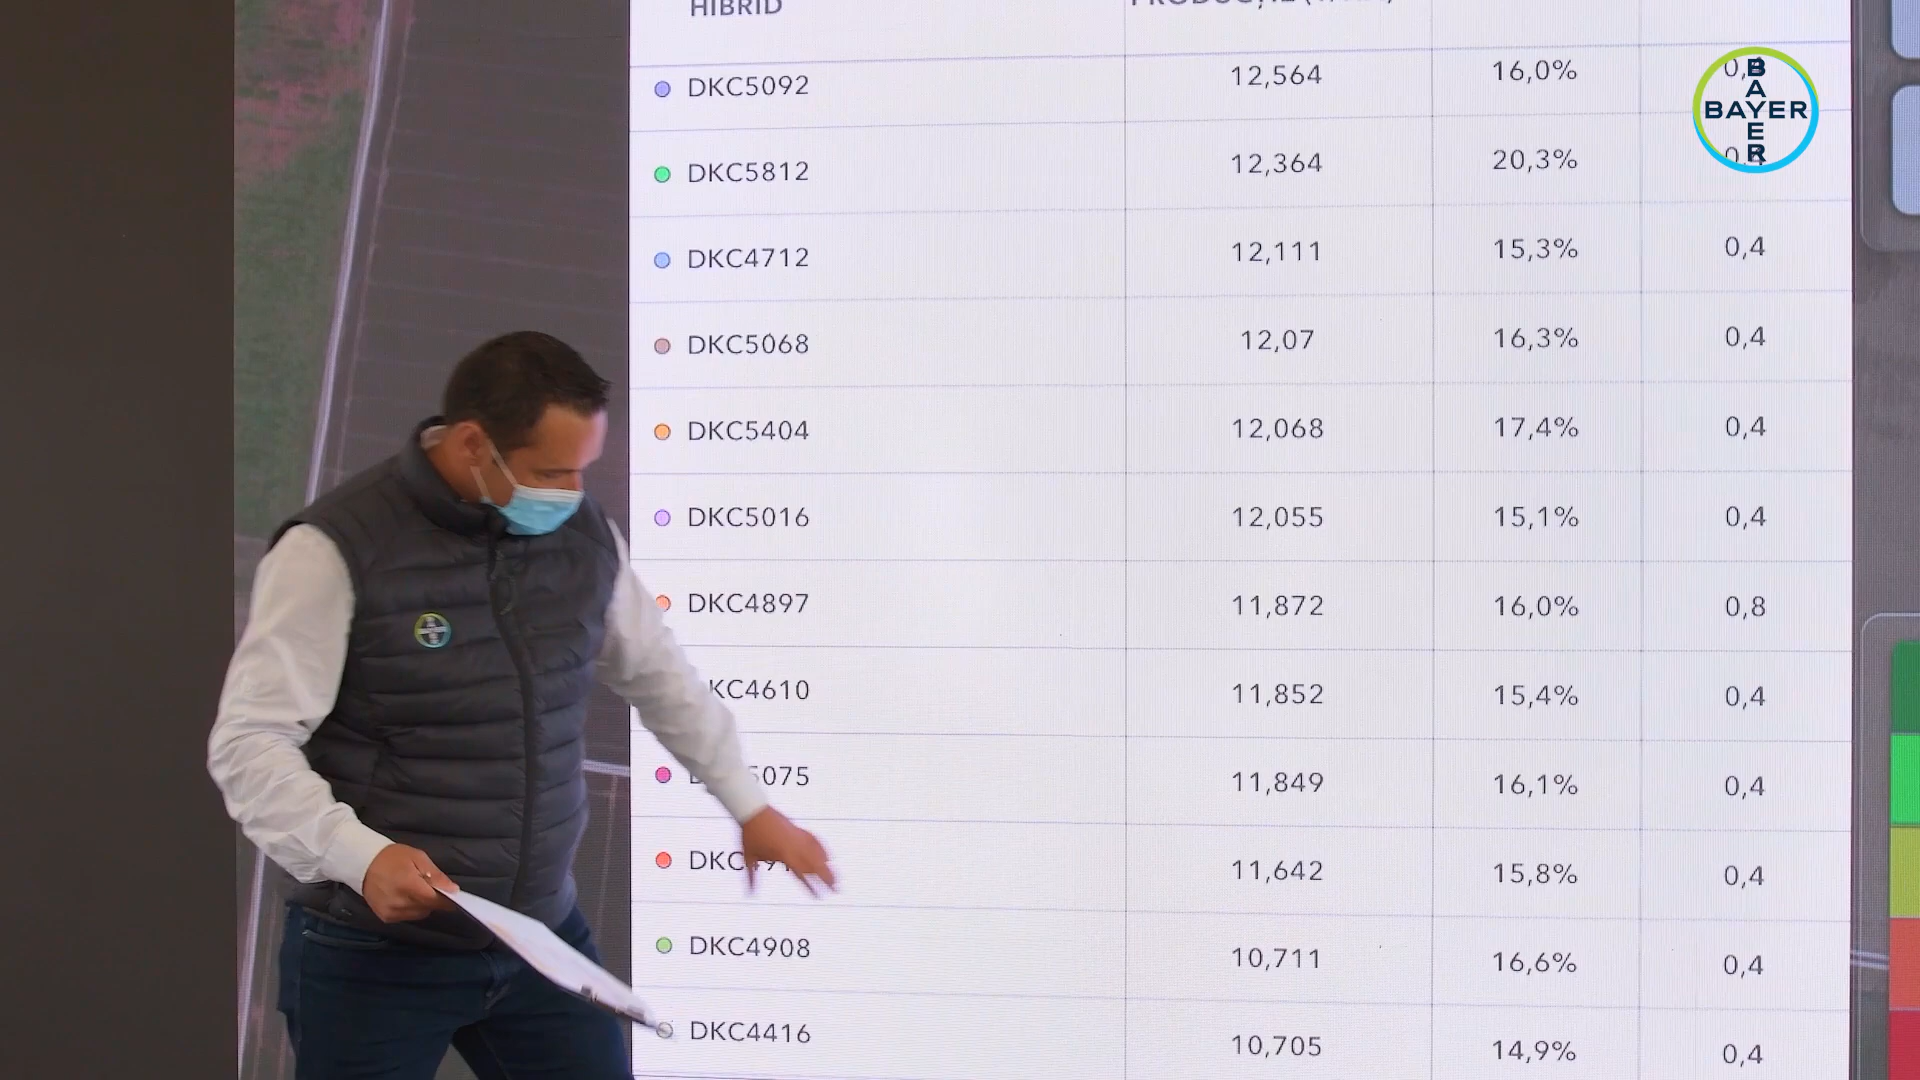 HIBRID
DKC5092 12,564 16,0%
DKC5812 12,364 20,3%
DKC4712 12,111 15,3% 0,4
DKC5068 12,07 16,3% 0,4
DKC5404 12,068 17,4% 0,4
DKC5016 12,055 15,1% 0,4
DKC4897 11,872 16,0% 0,8
KC4610 11,852 15,4% 0,4
5075 11,849 16,1% 0,4
11,642 15,8% 0,4
DKC4908 10,711 16,6% 0,4
DKC4416 10,705 14,9% 0,4
BAYER
BAYER